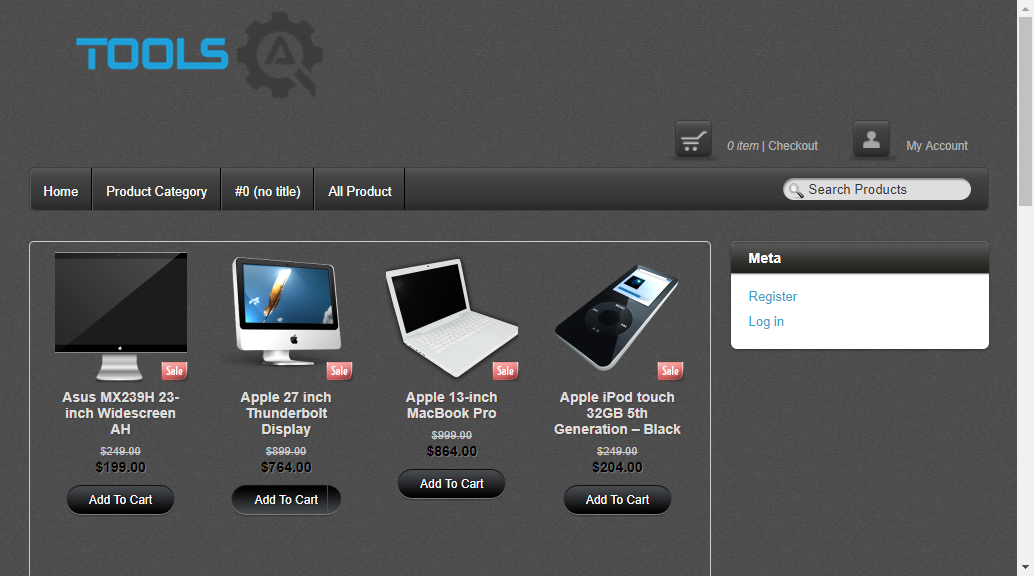 TOOLS
0 item | Checkout
My Account
Home
Product Category
#0 (no title)
All Product
Search Products
Sale
Asus MX239H 23-
inch Widescreen
AH
$249.00
$199.00
Add To Cart
Sale
Apple 27 inch
Thunderbolt
Display
$899.00
$764.00
Add To Cart
Sale
Apple 13-inch
MacBook Pro
$999.00
$864.00
Add To Cart
Sale
Apple iPod touch
32GB 5th
Generation – Black
$249.00
$204.00
Add To Cart
Meta
Register
Log in